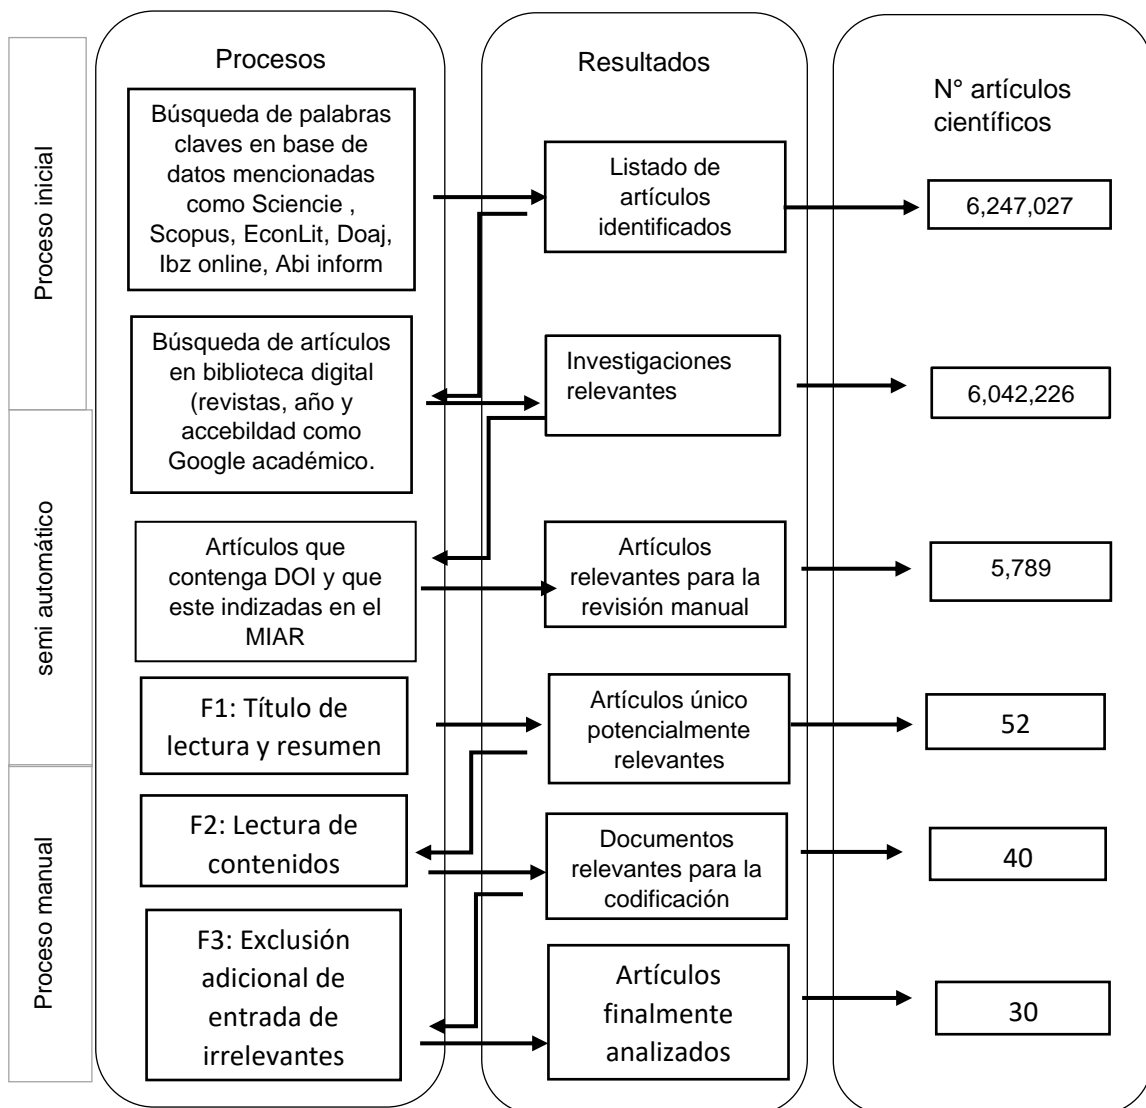 Procesos
Resultados
N° artículos
científicos
Proceso inicial
Búsqueda de palabras
claves en base de
datos mencionadas
como Sciencie ,
Scopus, EconLit, Doaj,
Ibz online, Abi inform
Listado de
artículos
identificados
6,247,027
Búsqueda de artículos
en biblioteca digital
(revistas, año y
accebildad como
Google académico.
Investigaciones
relevantes
6,042,226
semi automático
Artículos que
contenga DOI y que
este indizadas en el
MIAR
Artículos
relevantes para la
revisión manual
5,789
F1: Título de
lectura y resumen
Artículos único
potencialmente
relevantes
52
Proceso manual
F2: Lectura de
contenidos
Documentos
relevantes para la
codificación
40
F3: Exclusión
adicional de
entrada de
irrelevantes
Artículos
finalmente
analizados
30